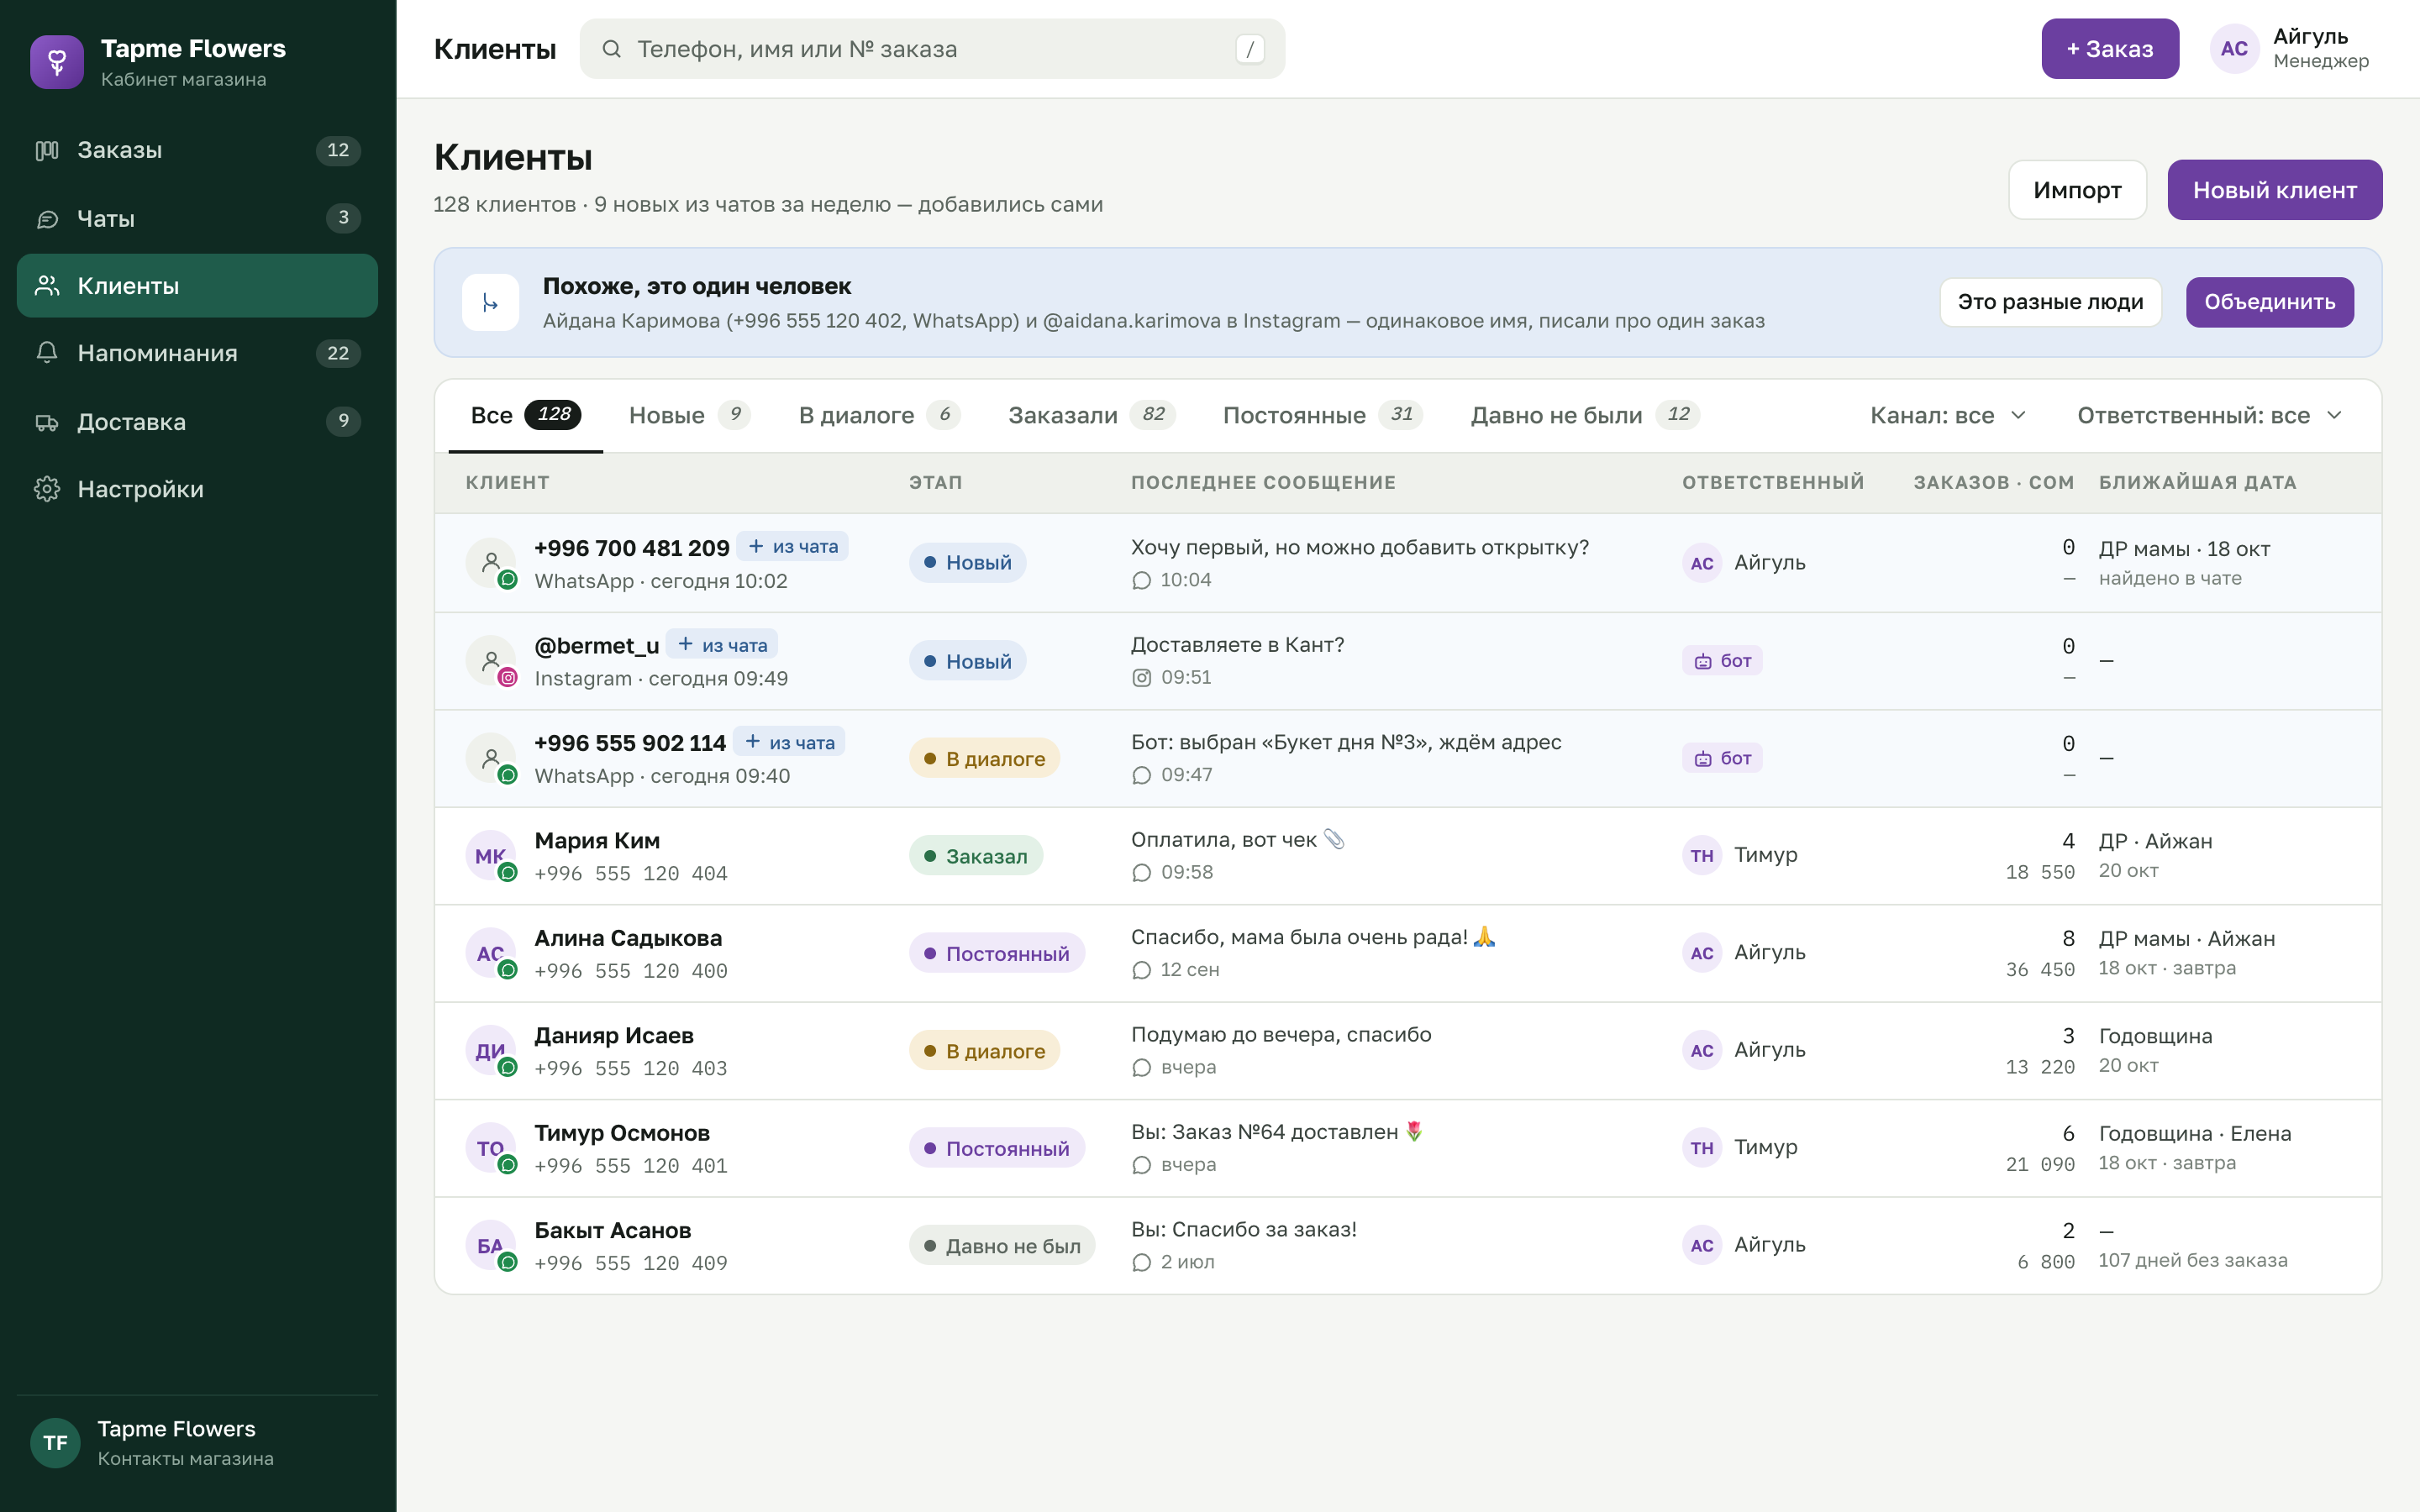 Tapme Flowers
Кабинет магазина
Заказы 12
Чаты 3
Клиенты
Напоминания 22
Доставка 9
Настройки
Tapme Flowers
TF
Контакты магазина
Клиенты
Телефон, имя или № заказа /
+ Заказ
АС
Айгуль
Менеджер
Клиенты
128 клиентов · 9 новых из чатов за неделю — добавились сами
Импорт
Новый клиент
Похоже, это один человек
Айдана Каримова (+996 555 120 402, WhatsApp) и @aidana.karimova в Instagram — одинаковое имя, писали про один заказ
Это разные люди
Объединить
Все 128 Новые 9 В диалоге 6 Заказали 82 Постоянные 31 Давно не были 12 Канал: все Ответственный: все
КЛИЕНТ ЭТАП ПОСЛЕДНЕЕ СООБЩЕНИЕ ОТВЕТСТВЕННЫЙ ЗАКАЗОВ · СОМ БЛИЖАЙШАЯ ДАТА
+996 700 481 209 + из чата
WhatsApp · сегодня 10:02
Новый
Хочу первый, но можно добавить открытку?
10:04
АС Айгуль
0
—
ДР мамы · 18 окт
найдено в чате
@bermet_u + из чата
Instagram · сегодня 09:49
Новый
Доставляете в Кант?
09:51
бот
0
—
—
+996 555 902 114 + из чата
WhatsApp · сегодня 09:40
В диалоге
Бот: выбран «Букет дня №3», ждём адрес
09:47
бот
0
—
—
МК
Мария Ким
+996 555 120 404
Заказал
Оплатила, вот чек 📎
09:58
ТН Тимур
4
18 550
ДР · Айжан
20 окт
АС
Алина Садыкова
+996 555 120 400
Постоянный
Спасибо, мама была очень рада! 🙏
12 сен
АС Айгуль
8
36 450
ДР мамы · Айжан
18 окт · завтра
ДИ
Данияр Исаев
+996 555 120 403
В диалоге
Подумаю до вечера, спасибо
вчера
АС Айгуль
3
13 220
Годовщина
20 окт
ТО
Тимур Осмонов
+996 555 120 401
Постоянный
Вы: Заказ №64 доставлен 🌷
вчера
ТН Тимур
6
21 090
Годовщина · Елена
18 окт · завтра
БА
Бакыт Асанов
+996 555 120 409
Давно не был
Вы: Спасибо за заказ!
2 июл
АС Айгуль
2
6 800
—
107 дней без заказа